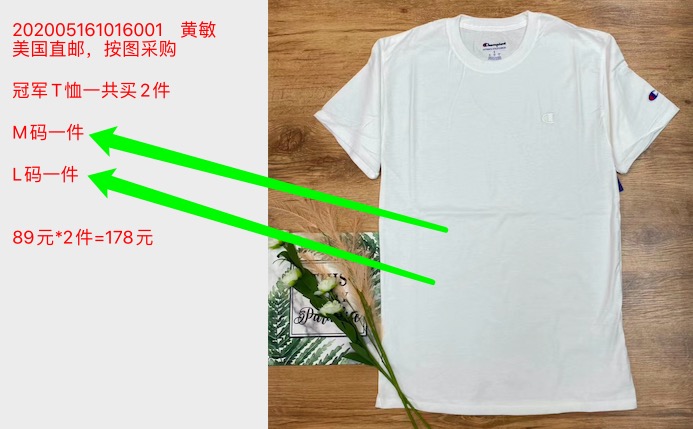 202005161016001 黄敏
美国直邮，按图采购
冠军T恤一共买2件
M码一件
L码一件
89元*2件=178元
Champion